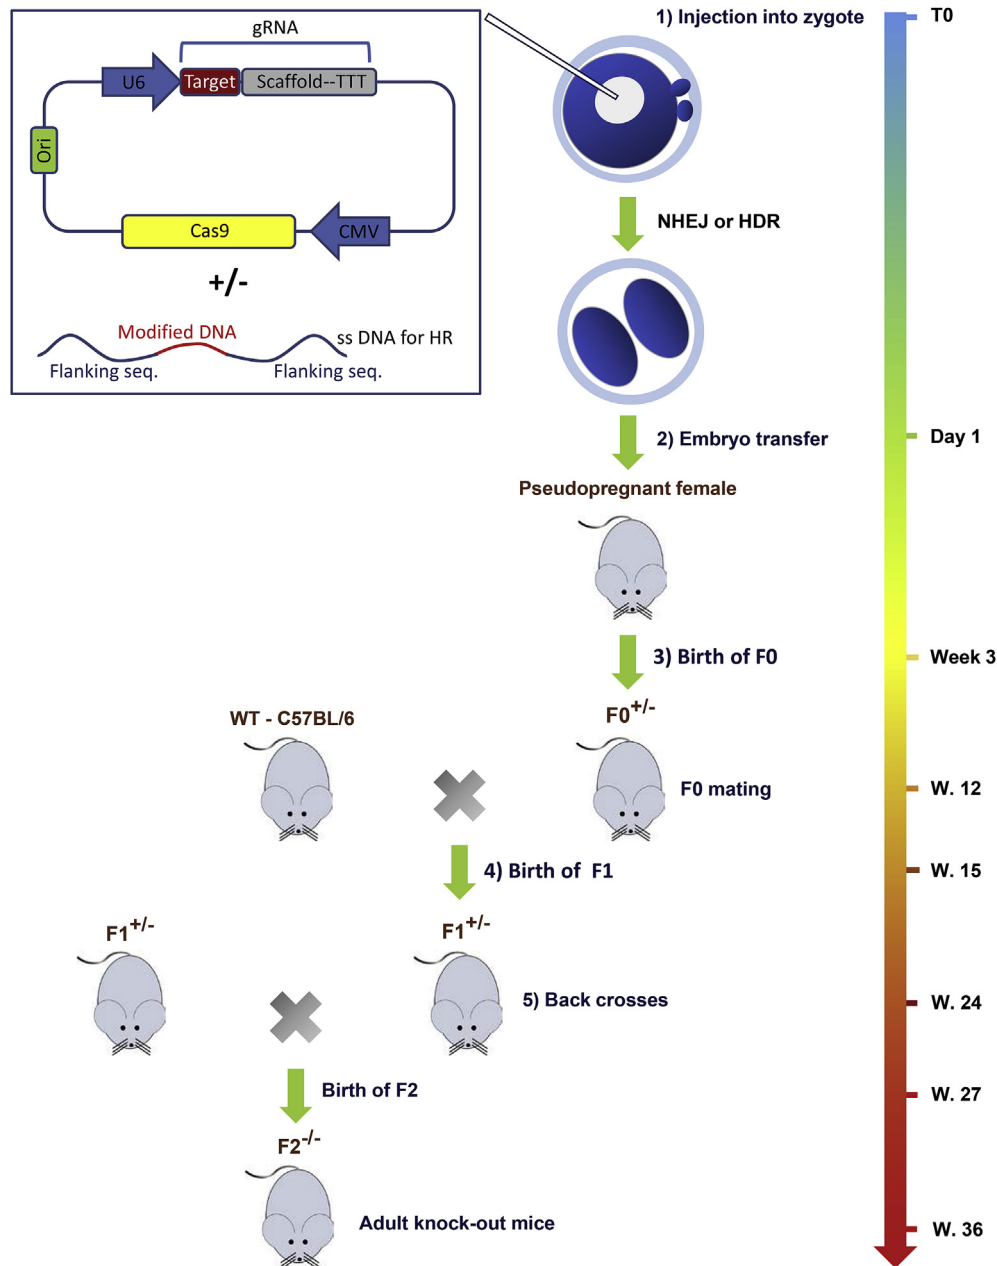 gRNA
U6
Target
Scaffold--TTT
Ori
Cas9
CMV
+/-
Modified DNA
ss DNA for HR
Flanking seq.
Flanking seq.
1) Injection into zygote
T0
NHEJ or HDR
2) Embryo transfer
Day 1
Pseudopregnant female
3) Birth of F0
Week 3
WT - C57BL/6
F0+/-
F0 mating
W. 12
4) Birth of F1
W. 15
F1+/-
F1+/-
5) Back crosses
W. 24
Birth of F2
W. 27
F2-/-
Adult knock-out mice
W. 36